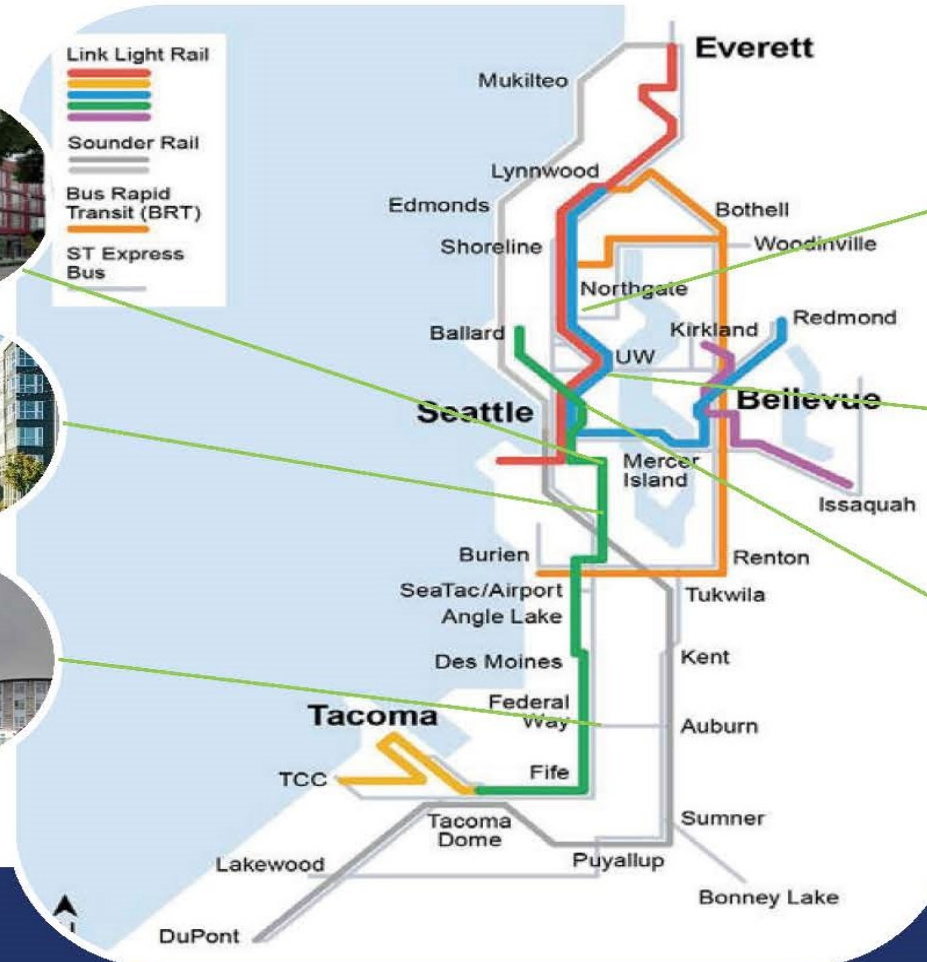 Link Light Rail
Sounder Rail
Bus Rapid
Transit (BRT)
ST Express
Bus
Everett
Mukilteo
Lynnwood
Edmonds
Bothell
Shoreline
Woodinville
Northgate
Ballard
Kirkland
Redmond
UW
Seattle
Bellevue
Mercer
Island
Issaquah
Burien
Renton
SeaTac/Airport
Tukwila
Angle Lake
Des Moines
Kent
Federal
Way
Auburn
Tacoma
TCC
Fife
Tacoma
Dome
Sumner
Puyallup
Lakewood
Bonney Lake
DuPont